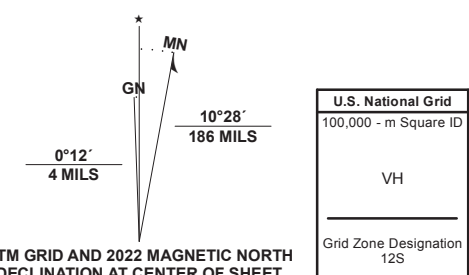 ★
MN
GN
10°28´
186 MILS
0°12´
4 MILS
TM GRID AND 2022 MAGNETIC NORTH
DECLINATION AT CENTER OF SHEET
U.S. National Grid
100,000 - m Square ID
VH
Grid Zone Designation
12S